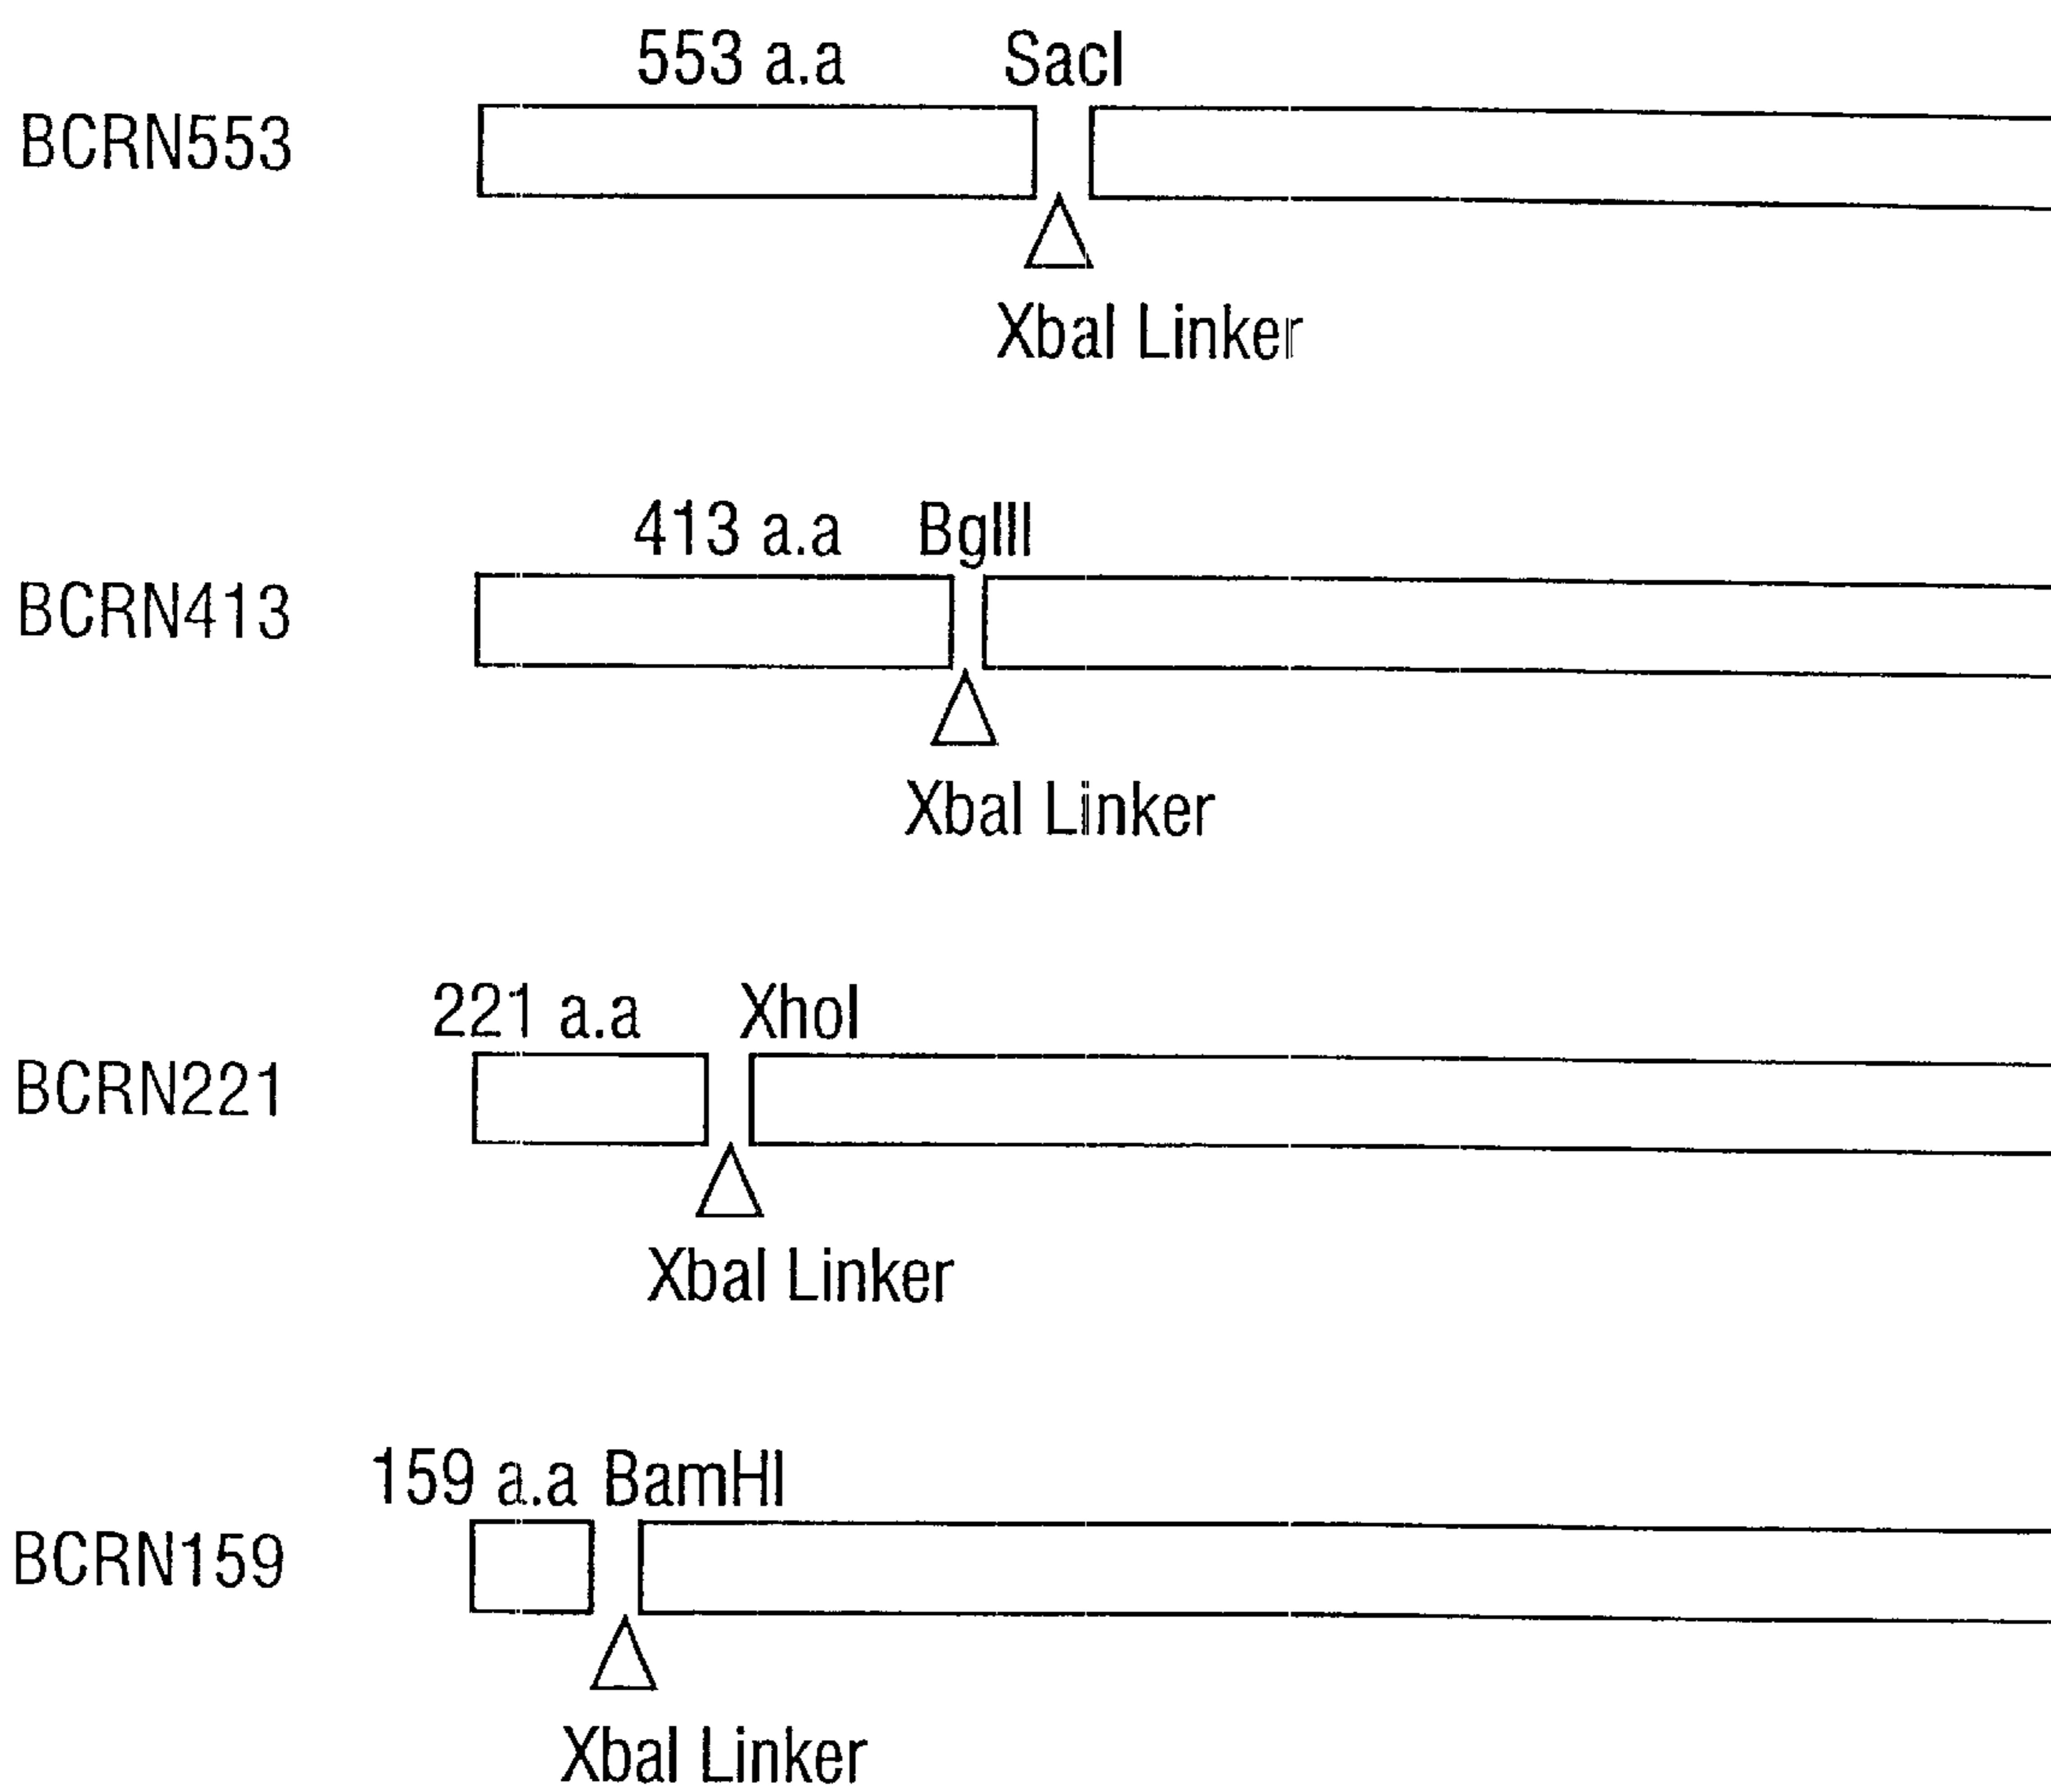 553 a.a SacI
BCRN553
XbaI Linker
413 a.a BglII
BCRN413
XbaI Linker
221 a.a XhoI
BCRN221
XbaI Linker
159 a.a BamHI
BCRN159
XbaI Linker